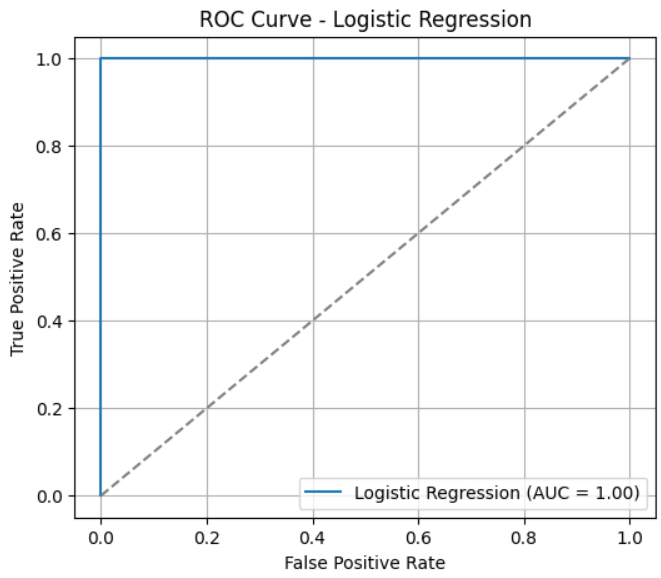 ROC Curve - Logistic Regression
True Positive Rate
1.0
0.8
0.6
0.4
0.2
0.0
Logistic Regression (AUC = 1.00)
0.0 0.2 0.4 0.6 0.8 1.0
False Positive Rate